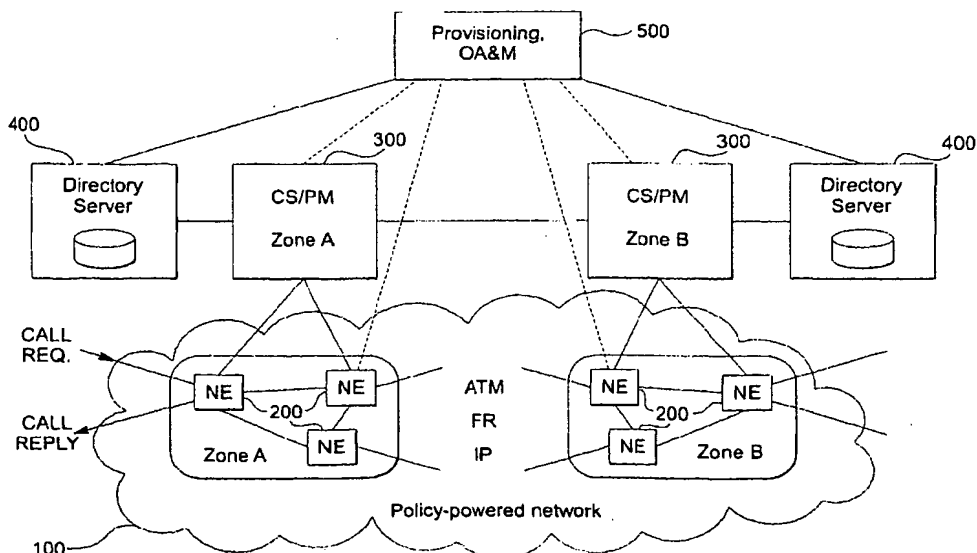 Provisioning,
OA&M
500
400
300
300
400
Directory
Server
CS/PM
Zone A
CS/PM
Zone B
Directory
Server
CALL
REQ.
CALL
REPLY
NE
NE
200
NE
Zone A
ATM
FR
IP
NE
NE
200
200
NE
Zone B
Policy-powered network
100